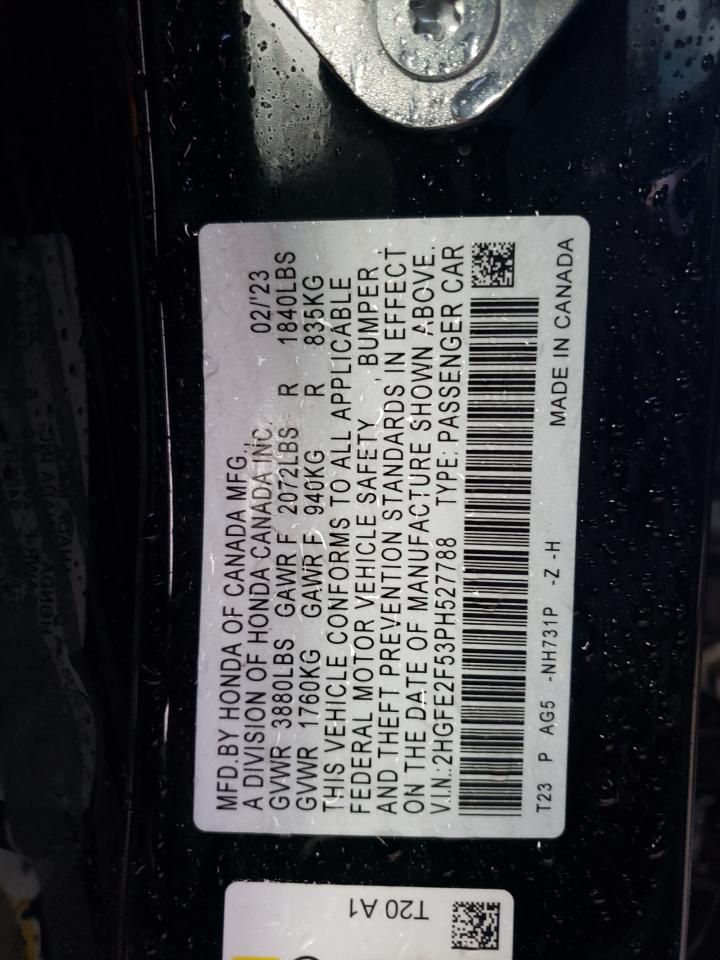 MFD.BY HONDA OF CANADA MFG.,
A DIVISION OF HONDA CANADA INC. 02/'23
GVWR 3880LBS GAWR F 2072LBS R 1840LBS
GVWR 1760KG GAWR F 940KG R 835KG
THIS VEHICLE CONFORMS TO ALL APPLICABLE
FEDERAL MOTOR VEHICLE SAFETY, BUMPER,
AND THEFT PREVENTION STANDARDS IN EFFECT
ON THE DATE OF MANUFACTURE SHOWN ABOVE.
V.I.N.:2HGFE2F53PH527788 TYPE: PASSENGER CAR
T23 P AG5 -NH731P -Z -H MADE IN CANADA
T20 A1